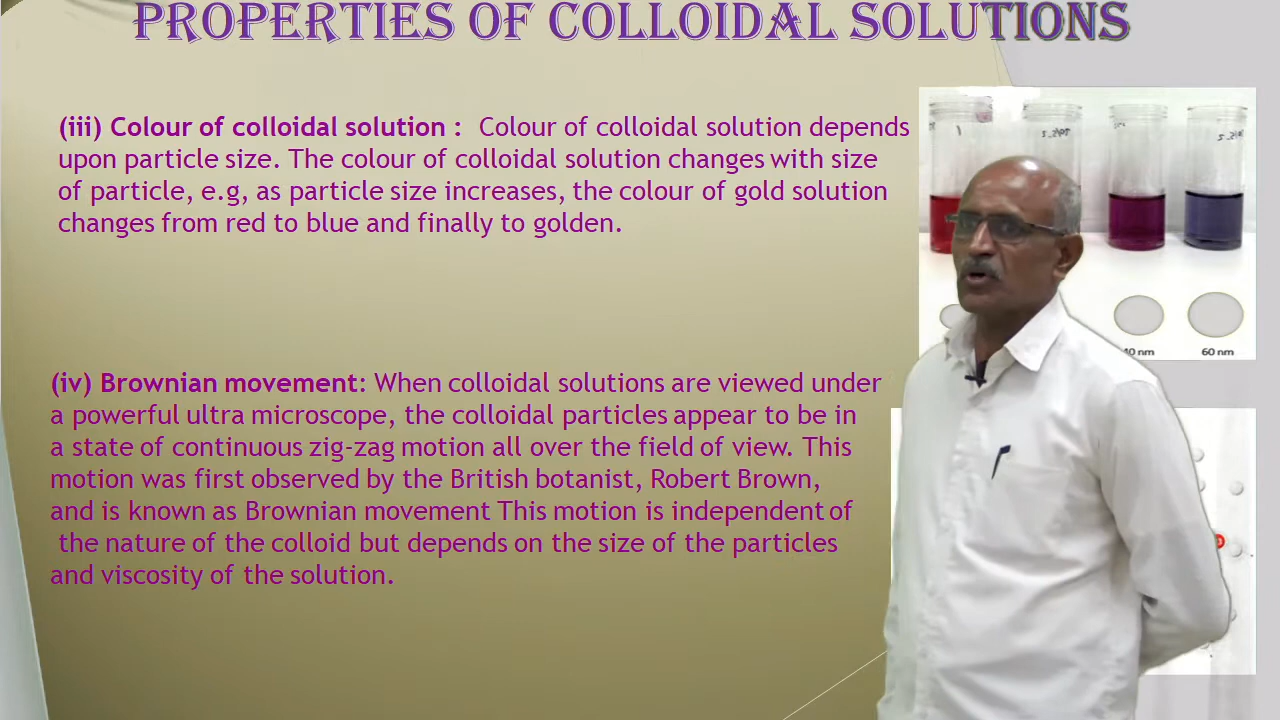 PROPERTIES OF COLLOIDAL SOLUTIONS
(iii) Colour of colloidal solution : Colour of colloidal solution depends
upon particle size. The colour of colloidal solution changes with size
of particle, e.g, as particle size increases, the colour of gold solution
changes from red to blue and finally to golden.
60 nm
(iv) Brownian movement: When colloidal solutions are viewed under
a powerful ultra microscope, the colloidal particles appear to be in
a state of continuous zig-zag motion all over the field of view. This
motion was first observed by the British botanist, Robert Brown,
and is known as Brownian movement This motion is independent of
the nature of the colloid but depends on the size of the particles
and viscosity of the solution.